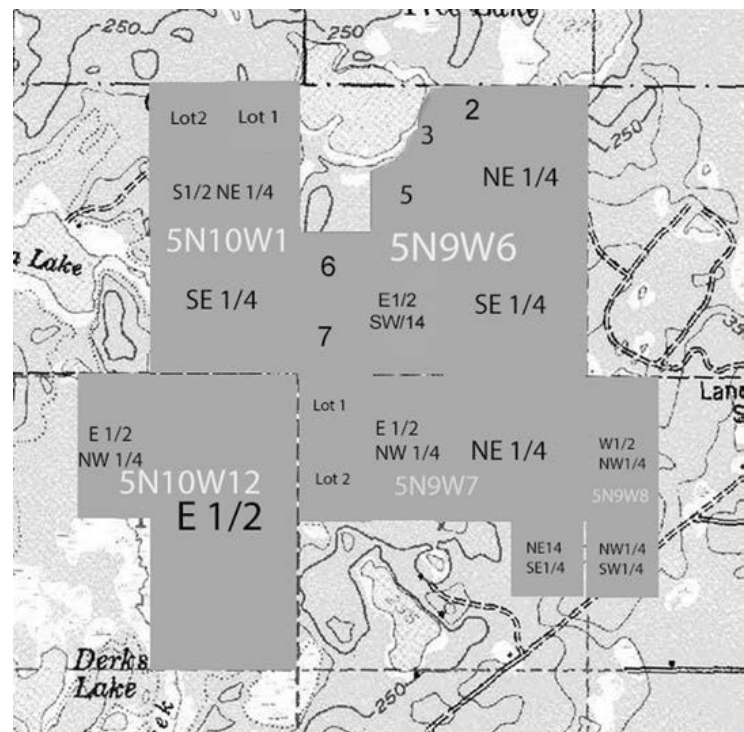 250
250
Lot2 Lot 1
2
3
250
S1/2 NE 1/4
NE 1/4
5
5N10W1
5N9W6
Lake
6
SE 1/4
E1/2
SW/14
SE 1/4
7
Lot 1
E 1/2
NW 1/4
E 1/2
NW 1/4
NE 1/4
W1/2
NW1/4
Lot 2
5N10W12
5N9W7
5N9W8
E 1/2
NE14
SE1/4
NW1/4
SW1/4
220
Derks
Lake
250
250